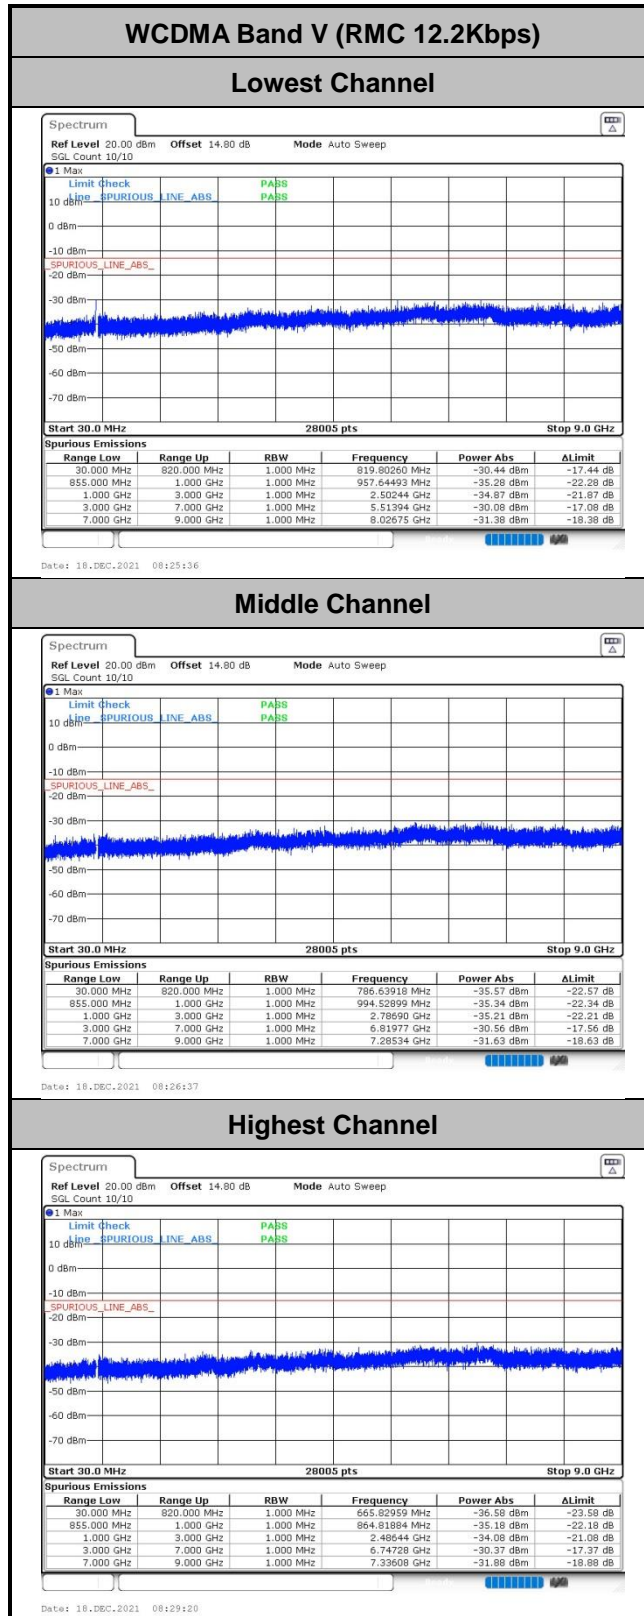 WCDMA Band V (RMC 12.2Kbps)
Lowest Channel
Spectrum
Ref Level 20.00 dBm Offset 14.80 dB Mode Auto Sweep
SGL Count 10/10
1 Max
Limit Check PASS
Line _SPURIOUS_LINE_ABS_ PASS
10 dBm
0 dBm
-10 dBm
_SPURIOUS_LINE_ABS_
-20 dBm
-30 dBm
-50 dBm
-60 dBm
-70 dBm
Start 30.0 MHz 28005 pts Stop 9.0 GHz
Spurious Emissions
Range Low Range Up RBW Frequency Power Abs ΔLimit
30.000 MHz 820.000 MHz 1.000 MHz 819.80260 MHz -30.44 dBm -17.44 dB
855.000 MHz 1.000 GHz 1.000 MHz 957.64493 MHz -35.28 dBm -22.28 dB
1.000 GHz 3.000 GHz 1.000 MHz 2.50244 GHz -34.87 dBm -21.87 dB
3.000 GHz 7.000 GHz 1.000 MHz 5.51394 GHz -30.08 dBm -17.08 dB
7.000 GHz 9.000 GHz 1.000 MHz 8.02675 GHz -31.38 dBm -18.38 dB
Date: 18.DEC.2021 08:25:36
Middle Channel
Spectrum
Ref Level 20.00 dBm Offset 14.80 dB Mode Auto Sweep
SGL Count 10/10
1 Max
Limit Check PASS
Line _SPURIOUS_LINE_ABS_ PASS
10 dBm
0 dBm
-10 dBm
_SPURIOUS_LINE_ABS_
-20 dBm
-30 dBm
-50 dBm
-60 dBm
-70 dBm
Start 30.0 MHz 28005 pts Stop 9.0 GHz
Spurious Emissions
Range Low Range Up RBW Frequency Power Abs ΔLimit
30.000 MHz 820.000 MHz 1.000 MHz 786.63918 MHz -35.57 dBm -22.57 dB
855.000 MHz 1.000 GHz 1.000 MHz 994.52899 MHz -35.34 dBm -22.34 dB
1.000 GHz 3.000 GHz 1.000 MHz 2.78690 GHz -35.21 dBm -22.21 dB
3.000 GHz 7.000 GHz 1.000 MHz 6.81977 GHz -30.56 dBm -17.56 dB
7.000 GHz 9.000 GHz 1.000 MHz 7.28534 GHz -31.63 dBm -18.63 dB
Date: 18.DEC.2021 08:26:37
Highest Channel
Spectrum
Ref Level 20.00 dBm Offset 14.80 dB Mode Auto Sweep
SGL Count 10/10
1 Max
Limit Check PASS
Line _SPURIOUS_LINE_ABS_ PASS
10 dBm
0 dBm
-10 dBm
_SPURIOUS_LINE_ABS_
-20 dBm
-30 dBm
-50 dBm
-60 dBm
-70 dBm
Start 30.0 MHz 28005 pts Stop 9.0 GHz
Spurious Emissions
Range Low Range Up RBW Frequency Power Abs ΔLimit
30.000 MHz 820.000 MHz 1.000 MHz 665.82959 MHz -36.58 dBm -23.58 dB
855.000 MHz 1.000 GHz 1.000 MHz 864.81884 MHz -35.18 dBm -22.18 dB
1.000 GHz 3.000 GHz 1.000 MHz 2.48644 GHz -34.08 dBm -21.08 dB
3.000 GHz 7.000 GHz 1.000 MHz 6.74728 GHz -30.37 dBm -17.37 dB
7.000 GHz 9.000 GHz 1.000 MHz 7.33608 GHz -31.88 dBm -18.88 dB
Date: 18.DEC.2021 08:29:20